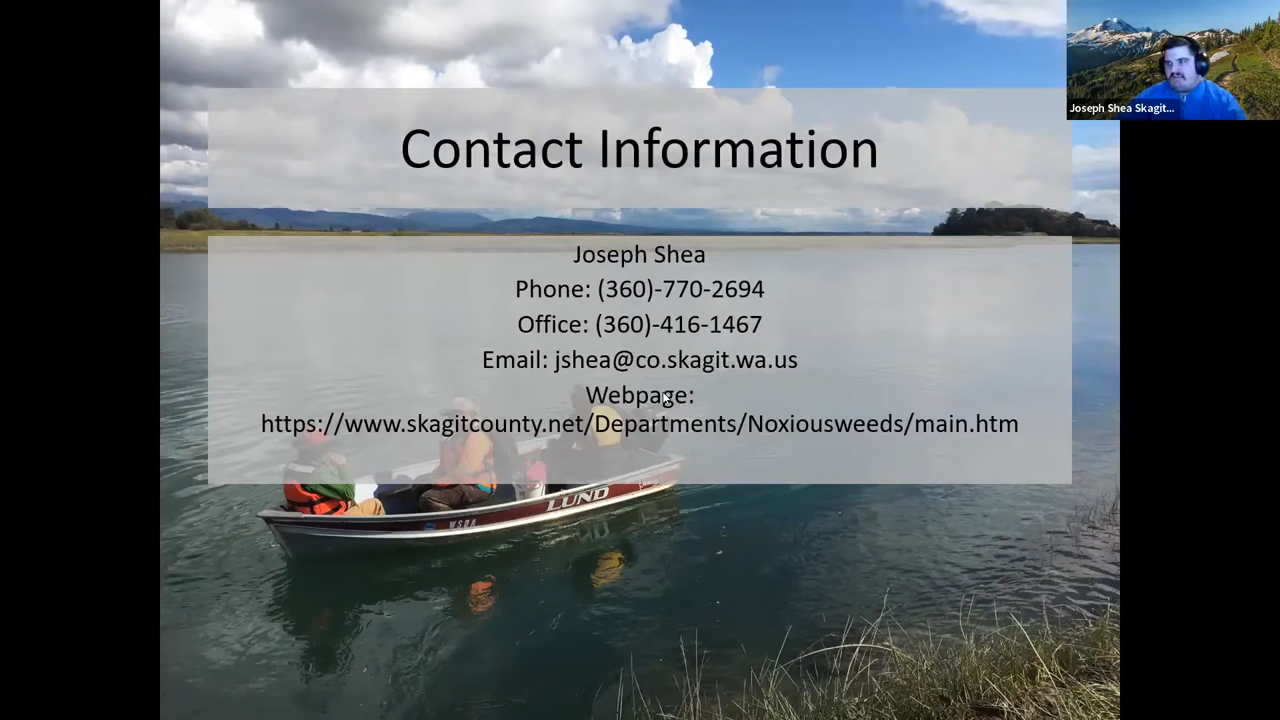 Joseph Shea Skagit...
Contact Information
Joseph Shea
Phone: (360)-770-2694
Office: (360)-416-1467
Email: jshea@co.skagit.wa.us
Webpage:
https://www.skagitcounty.net/Departments/Noxiousweeds/main.htm
LUND
WSDA